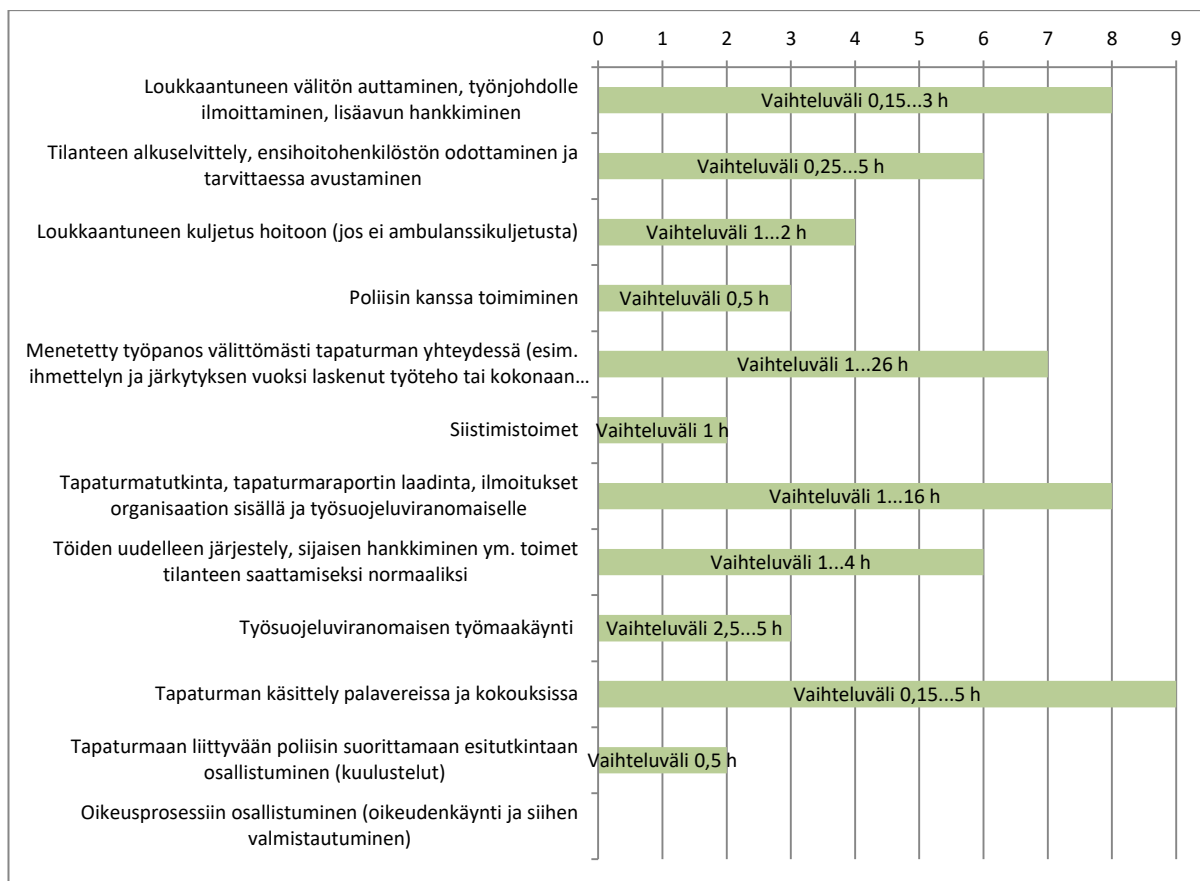 0 1 2 3 4 5 6 7 8 9
Loukkaantuneen välitön auttaminen, työnjohdolle
ilmoittaminen, lisäavun hankkiminen
Vaihteluväli 0,15...3 h
Tilanteen alkuselvittely, ensihoitohenkilöstön odottaminen ja
tarvittaessa avustaminen
Vaihteluväli 0,25...5 h
Loukkaantuneen kuljetus hoitoon (jos ei ambulanssikuljetusta)
Vaihteluväli 1...2 h
Poliisin kanssa toimiminen
Vaihteluväli 0,5 h
Menetetty työpanos välittömästi tapaturman yhteydessä (esim.
ihmettelyn ja järkytyksen vuoksi laskenut työteho tai kokonaan...
Vaihteluväli 1...26 h
Siistimistoimet
Vaihteluväli 1 h
Tapaturmatutkinta, tapaturmaraportin laadinta, ilmoitukset
organisaation sisällä ja työsuojeluviranomaiselle
Vaihteluväli 1...16 h
Töiden uudelleen järjestely, sijaisen hankkiminen ym. toimet
tilanteen saattamiseksi normaaliksi
Vaihteluväli 1...4 h
Työsuojeluviranomaisen työmaakäynti
Vaihteluväli 2,5...5 h
Tapaturman käsittely palavereissa ja kokouksissa
Vaihteluväli 0,15...5 h
Tapaturmaan liittyvään poliisin suorittamaan esitutkintaan
osallistuminen (kuulustelut)
Vaihteluväli 0,5 h
Oikeusprosessiin osallistuminen (oikeudenkäynti ja siihen
valmistautuminen)